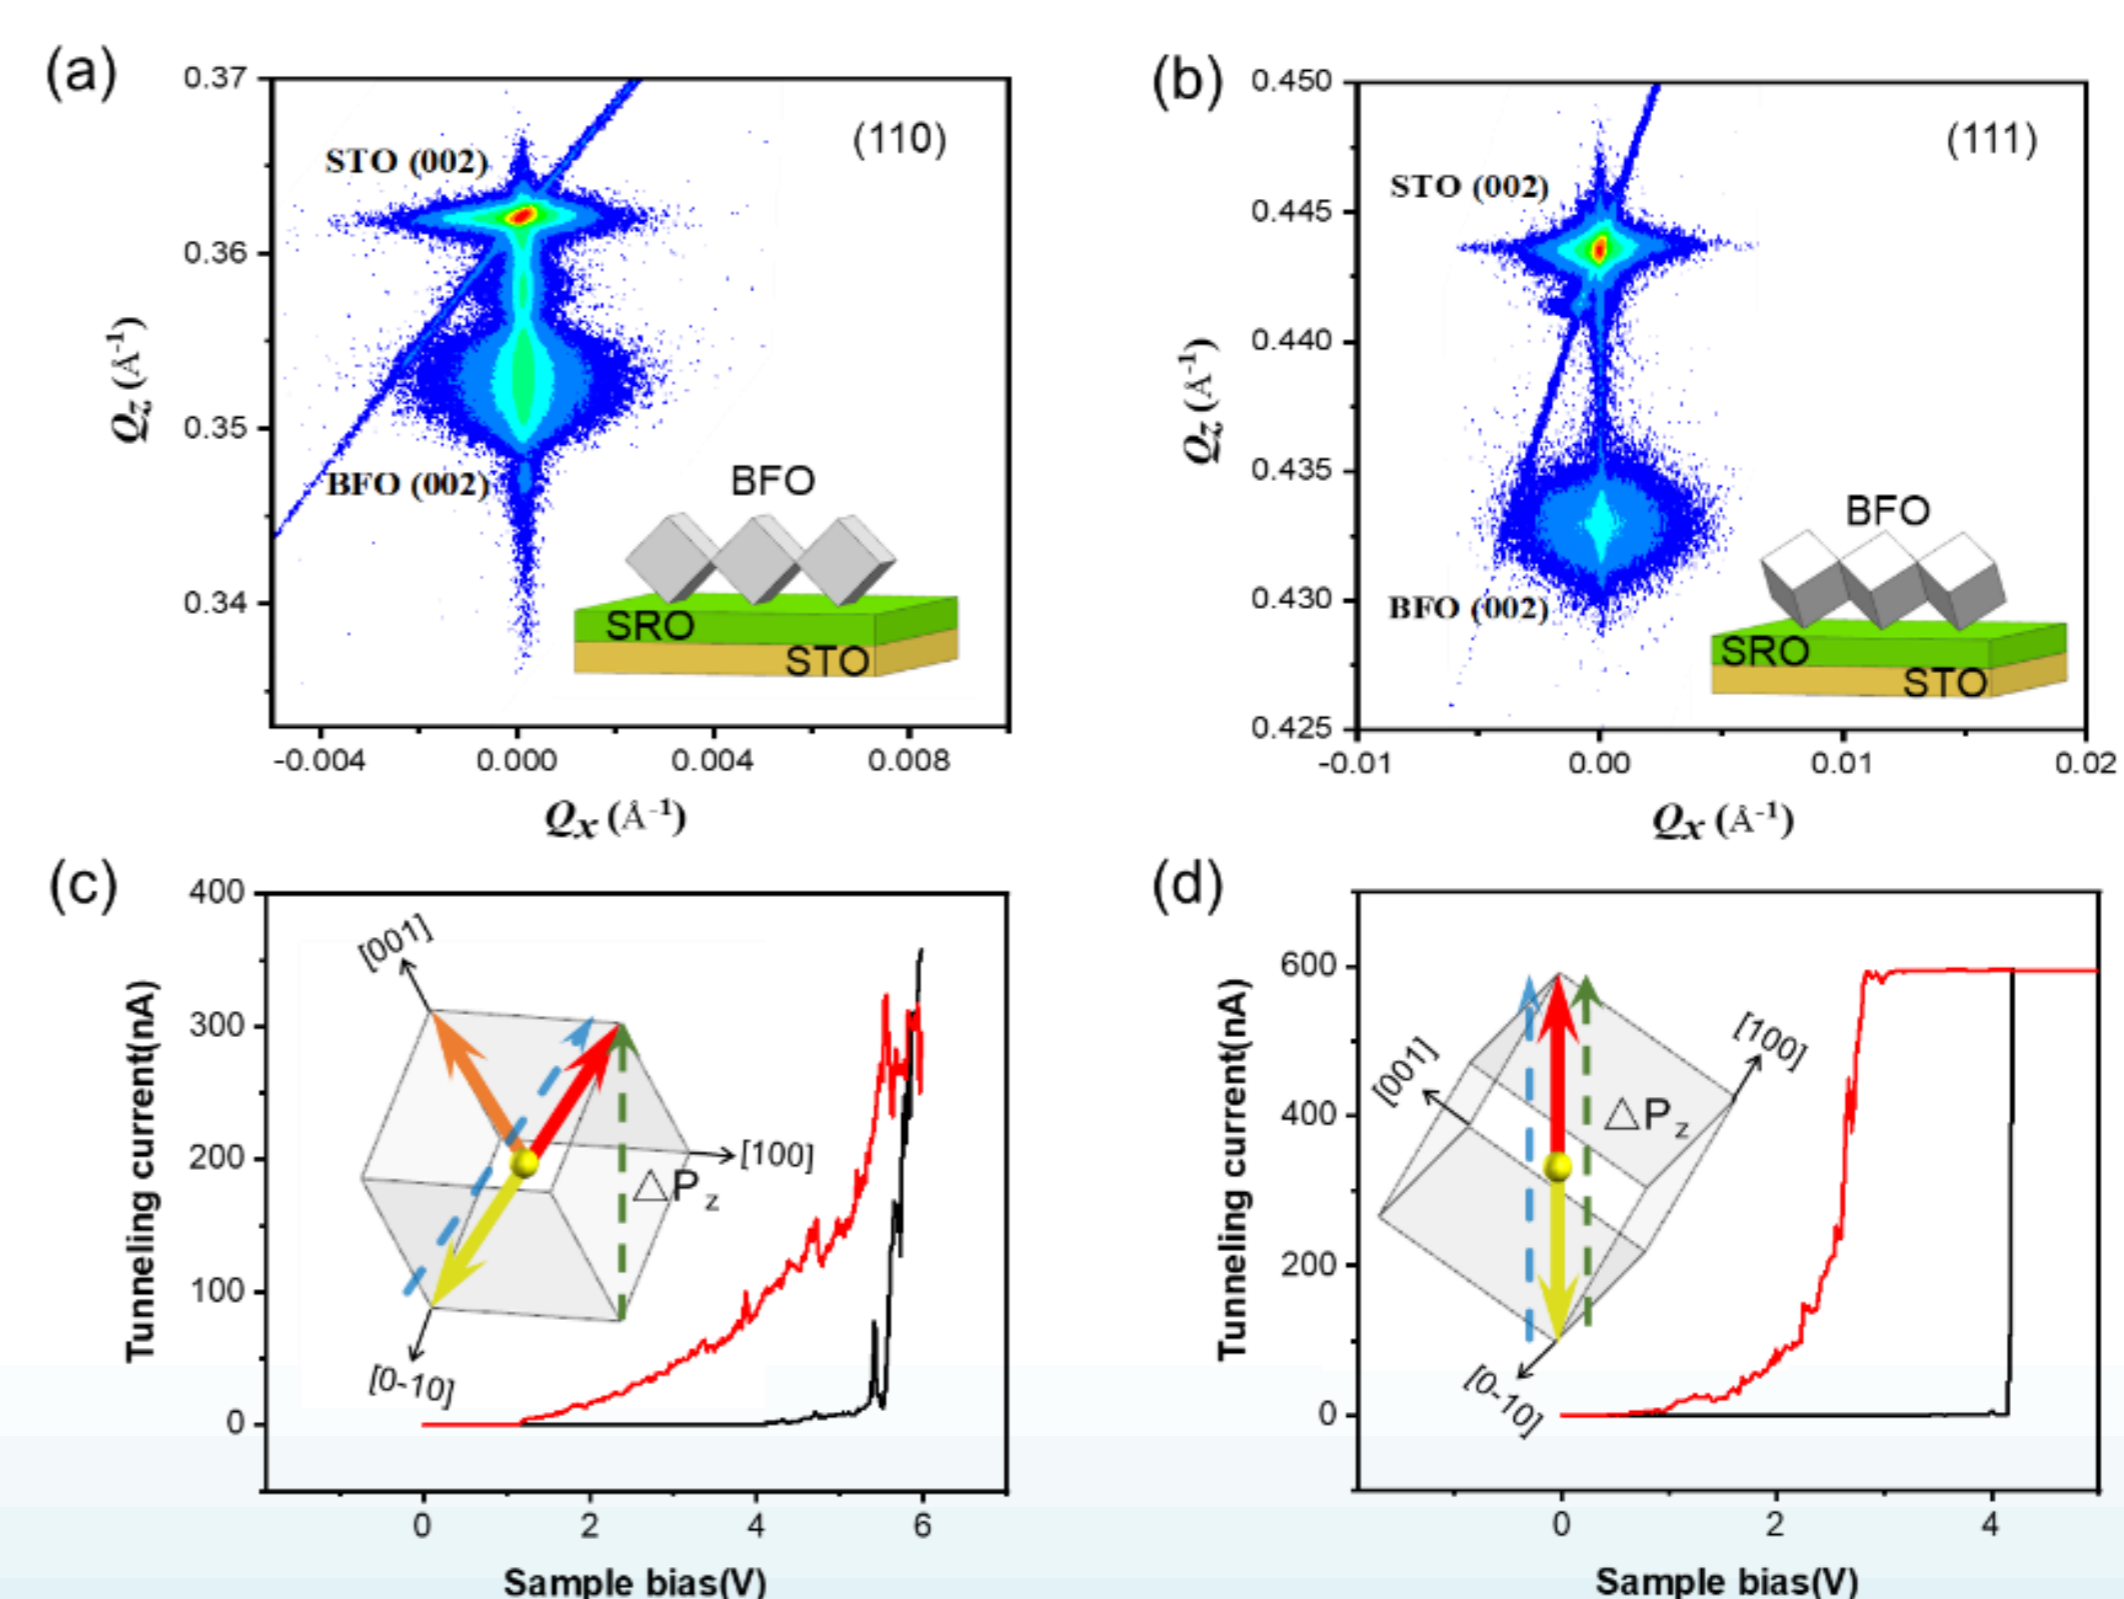 (a)
0.37
0.36
0.35
0.34
Qz (Å-1)
STO (002)
(110)
BFO (002)
BFO
SRO
STO
-0.004
0.000
0.004
0.008
Qx (Å-1)
(b)
0.450
0.445
0.440
0.435
0.430
0.425
Qz (Å-1)
STO (002)
(111)
BFO (002)
BFO
SRO
STO
-0.01
0.00
0.01
0.02
Qx (Å-1)
(c)
400
300
200
100
0
Tunneling current(nA)
[001]
[100]
△Pz
[0-10]
0
2
4
6
Sample bias(V)
(d)
600
400
200
0
Tunneling current(nA)
[001]
[100]
△Pz
[0-10]
0
2
4
Sample bias(V)